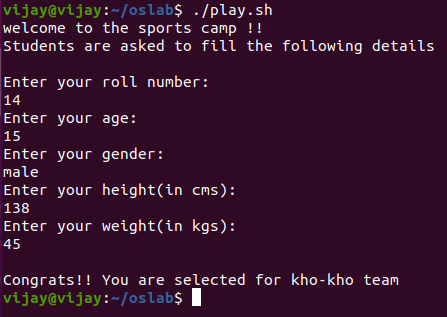 vijay@vijay:~/oslab$ ./play.sh
welcome to the sports camp !!
Students are asked to fill the following details
Enter your roll number:
14
Enter your age:
15
Enter your gender:
male
Enter your height(in cms):
138
Enter your weight(in kgs):
45
Congrats!! You are selected for kho-kho team
vijay@vijay:~/oslab$